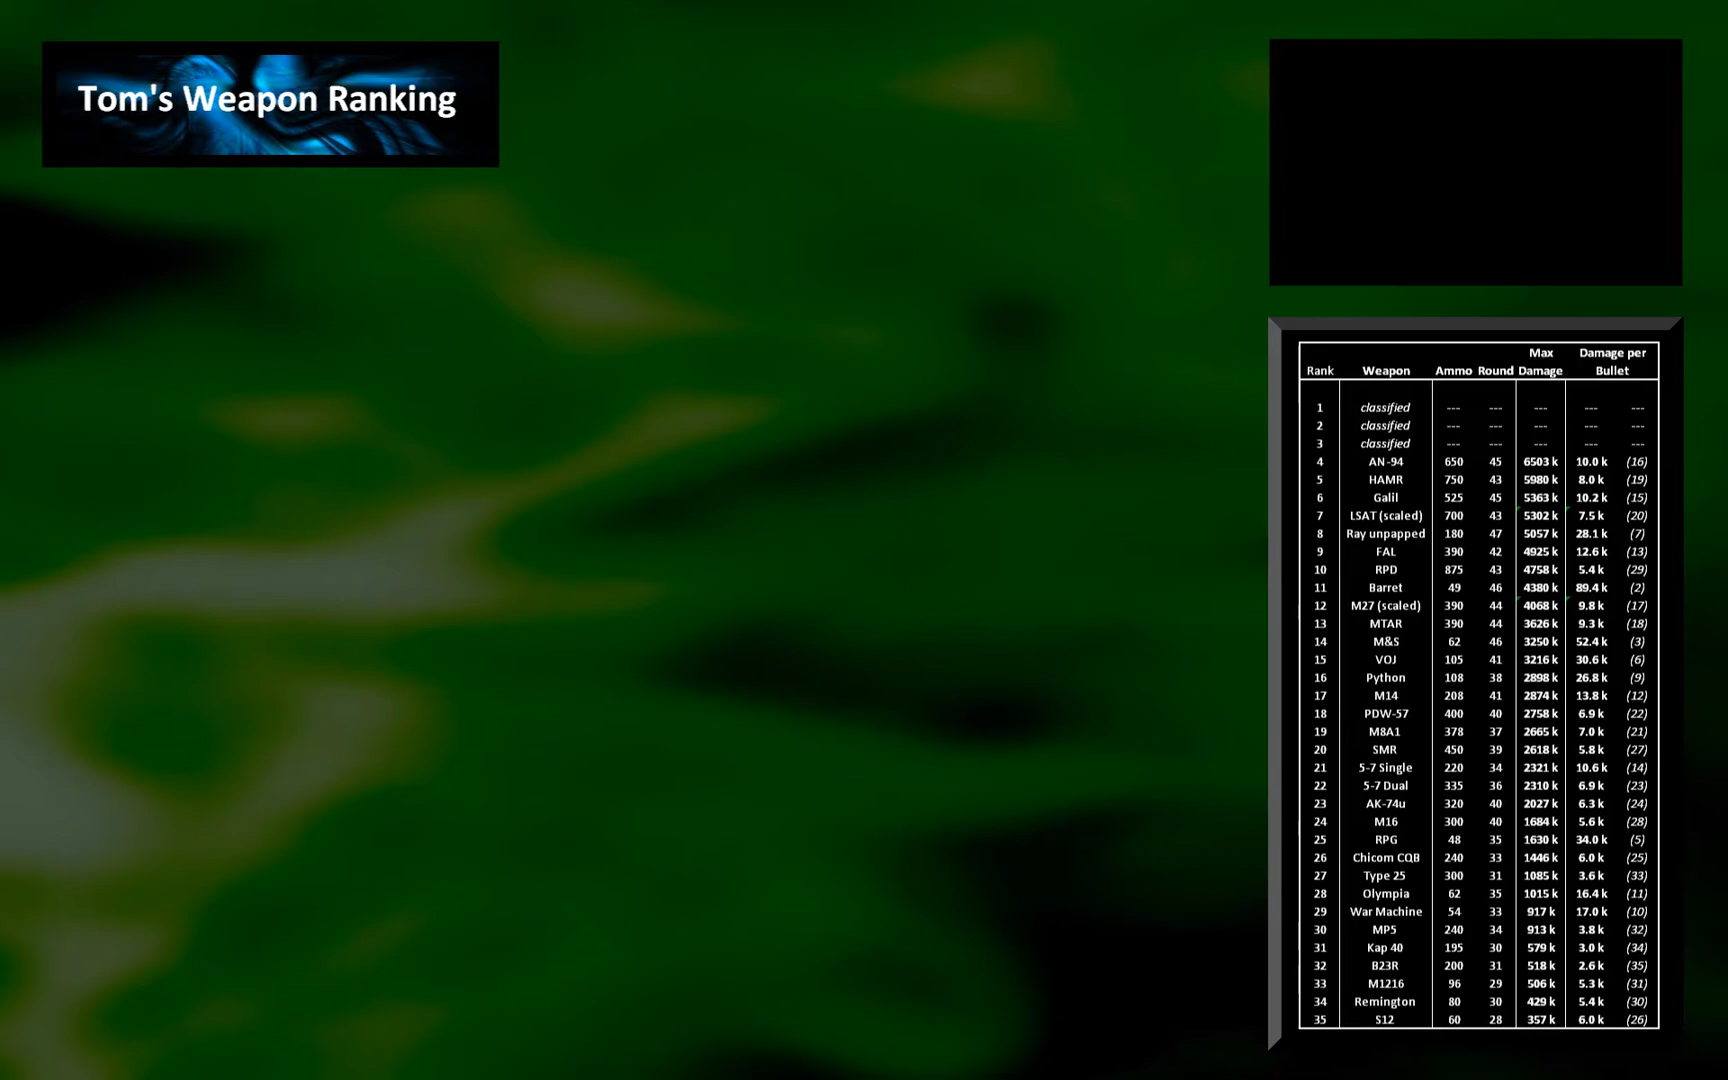 Tom's Weapon Ranking
Max Damage per
Rank Weapon Ammo Round Damage Bullet
1 classified --- --- --- --- ---
2 classified --- --- --- --- ---
3 classified --- --- --- --- ---
4 AN-94 650 45 6503 k 10.0 k (16)
5 HAMR 750 43 5980 k 8.0 k (19)
6 Galil 525 45 5363 k 10.2 k (15)
7 LSAT (scaled) 700 43 5302 k 7.5 k (20)
8 Ray unpapped 180 47 5057 k 28.1 k (7)
9 FAL 390 42 4925 k 12.6 k (13)
10 RPD 875 43 4758 k 5.4 k (29)
11 Barret 49 46 4380 k 89.4 k (2)
12 M27 (scaled) 390 44 4068 k 9.8 k (17)
13 MTAR 390 44 3626 k 9.3 k (18)
14 M&S 62 46 3250 k 52.4 k (3)
15 VOJ 105 41 3216 k 30.6 k (6)
16 Python 108 38 2898 k 26.8 k (9)
17 M14 208 41 2874 k 13.8 k (12)
18 PDW-57 400 40 2758 k 6.9 k (22)
19 M8A1 378 37 2665 k 7.0 k (21)
20 SMR 450 39 2618 k 5.8 k (27)
21 5-7 Single 220 34 2321 k 10.6 k (14)
22 5-7 Dual 335 36 2310 k 6.9 k (23)
23 AK-74u 320 40 2027 k 6.3 k (24)
24 M16 300 40 1684 k 5.6 k (28)
25 RPG 48 35 1630 k 34.0 k (5)
26 Chicom CQB 240 33 1446 k 6.0 k (25)
27 Type 25 300 31 1085 k 3.6 k (33)
28 Olympia 62 35 1015 k 16.4 k (11)
29 War Machine 54 33 917 k 17.0 k (10)
30 MP5 240 34 913 k 3.8 k (32)
31 Kap 40 195 30 579 k 3.0 k (34)
32 B23R 200 31 518 k 2.6 k (35)
33 M1216 96 29 506 k 5.3 k (31)
34 Remington 80 30 429 k 5.4 k (30)
35 S12 60 28 357 k 6.0 k (26)